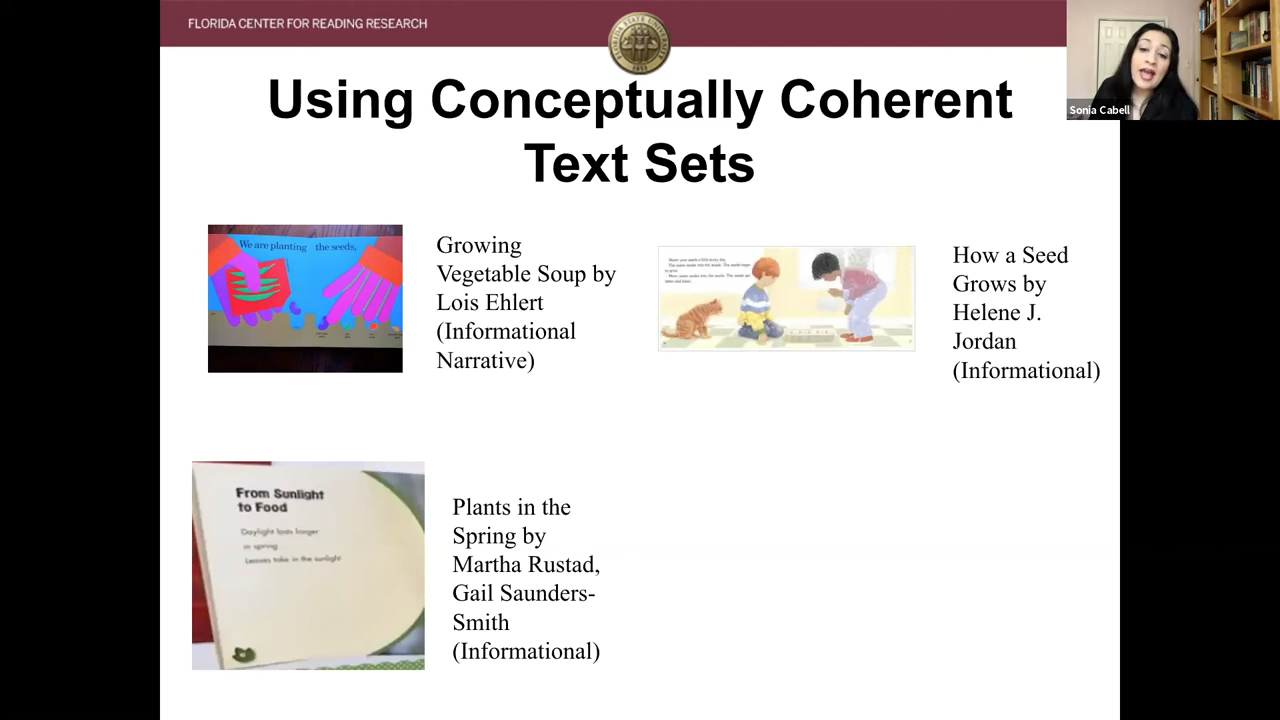 FLORIDA CENTER FOR READING RESEARCH
Sonia Cabell
Using Conceptually Coherent
Text Sets
We are planting the seeds,
Growing
Vegetable Soup by
Lois Ehlert
(Informational
Narrative)
How a Seed
Grows by
Helene J.
Jordan
(Informational)
From Sunlight
to Food
Daylight lasts longer
in spring
Leaves take in the sunlight
Plants in the
Spring by
Martha Rustad,
Gail Saunders-
Smith
(Informational)